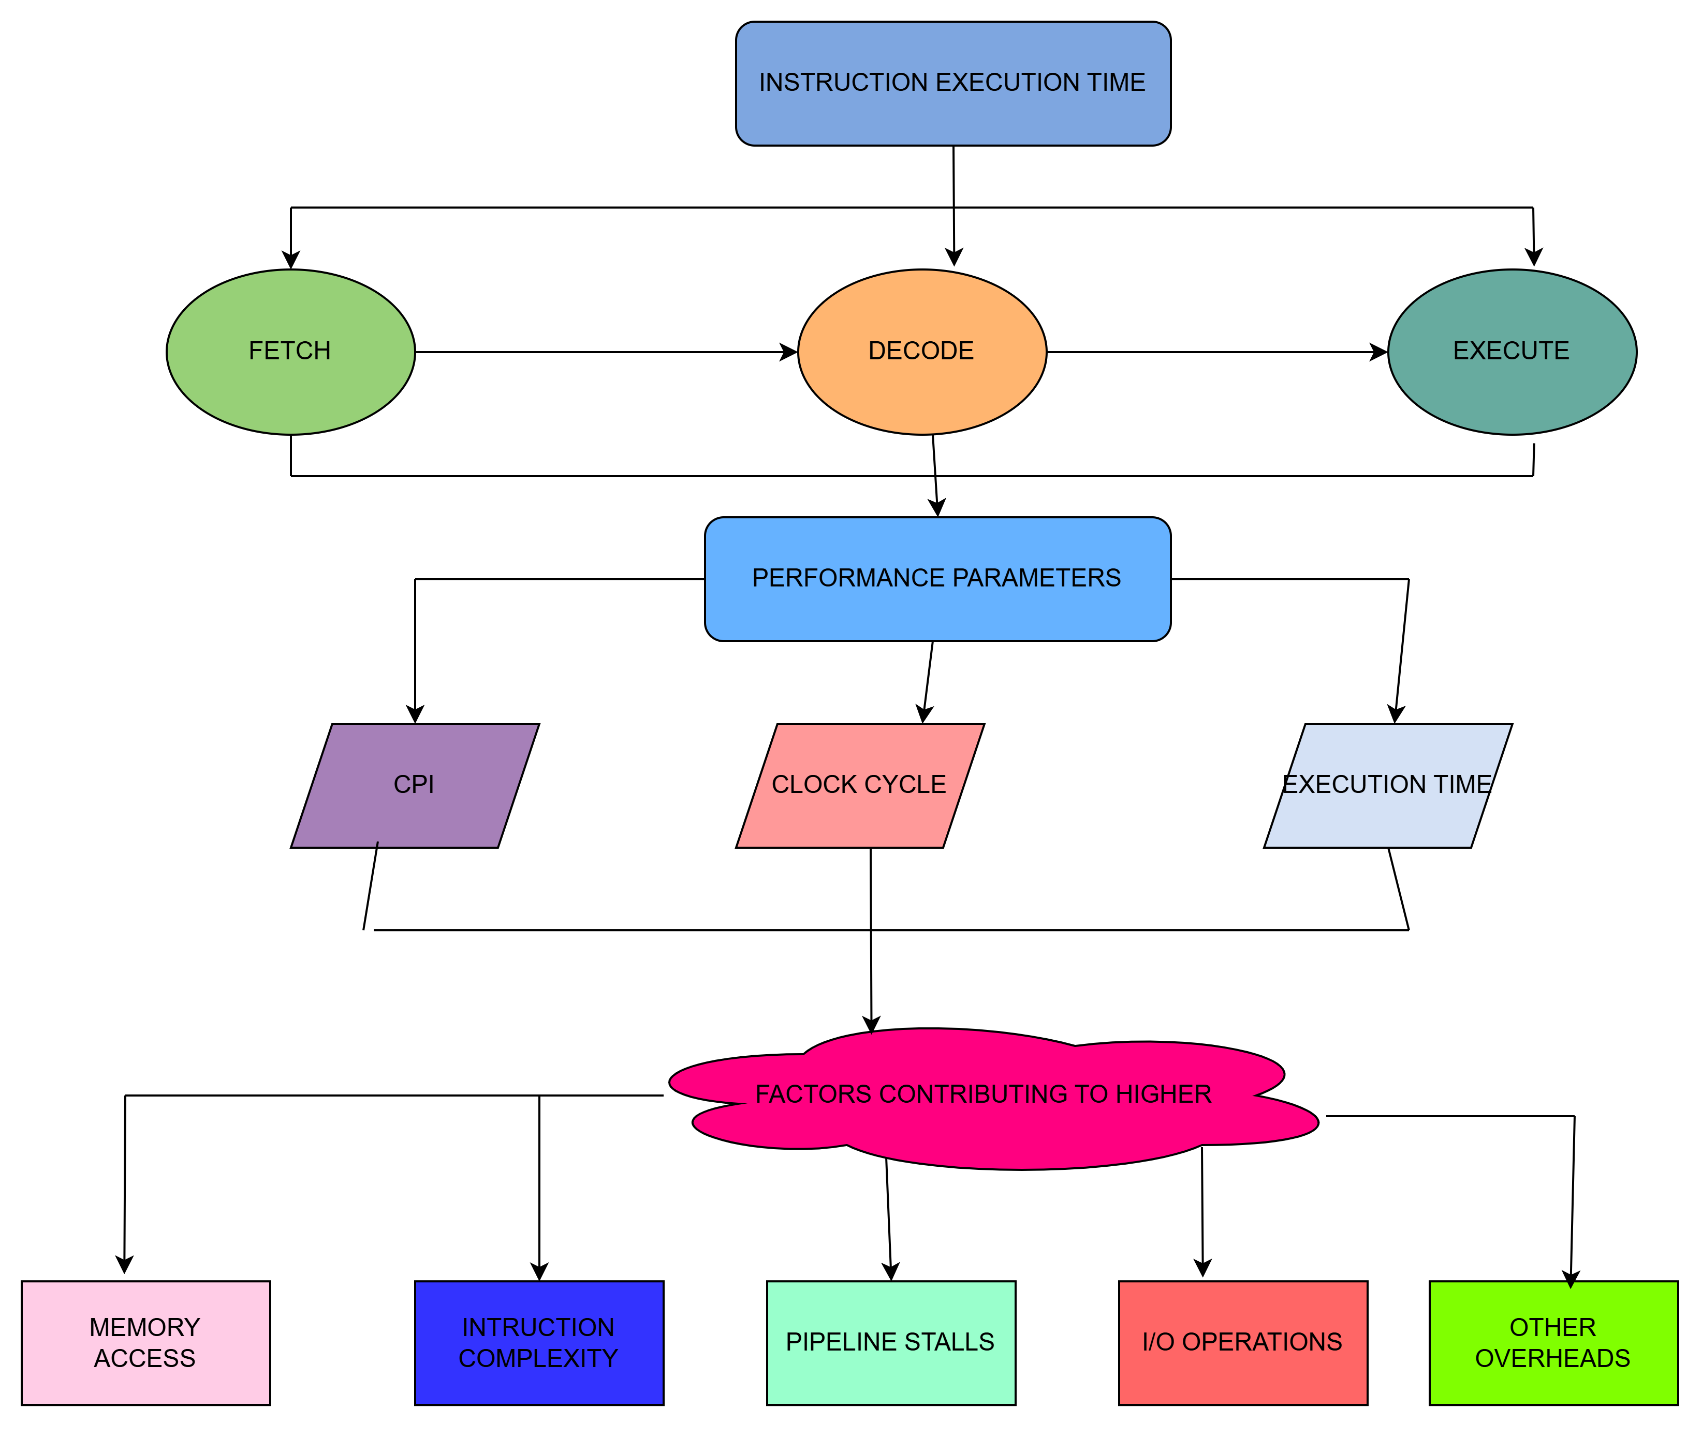 INSTRUCTION EXECUTION TIME
FETCH
DECODE
EXECUTE
PERFORMANCE PARAMETERS
CPI
CLOCK CYCLE
EXECUTION TIME
FACTORS CONTRIBUTING TO HIGHER
MEMORY
ACCESS
INTRUCTION
COMPLEXITY
PIPELINE STALLS
I/O OPERATIONS
OTHER
OVERHEADS